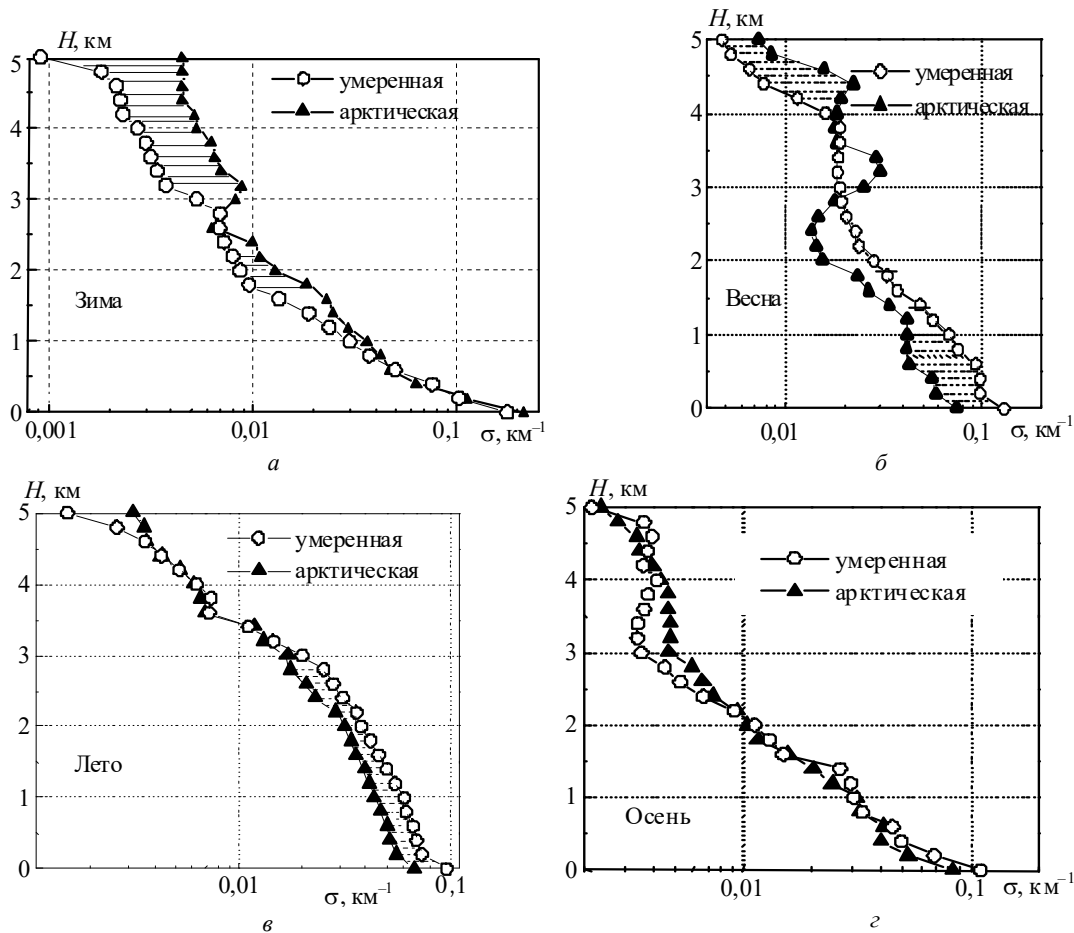 H, км
5
4
3
2
1
0
умеренная
арктическая
Зима
0,001
0,01
0,1
σ, км⁻¹
а
H, км
5
4
3
2
1
0
умеренная
арктическая
Весна
0,01
0,1
σ, км⁻¹
б
H, км
5
4
3
2
1
0
умеренная
арктическая
Лето
0,01
σ, км⁻¹
0,1
в
H, км
5
4
3
2
1
0
умеренная
арктическая
Осень
0,01
0,1
σ, км⁻¹
г